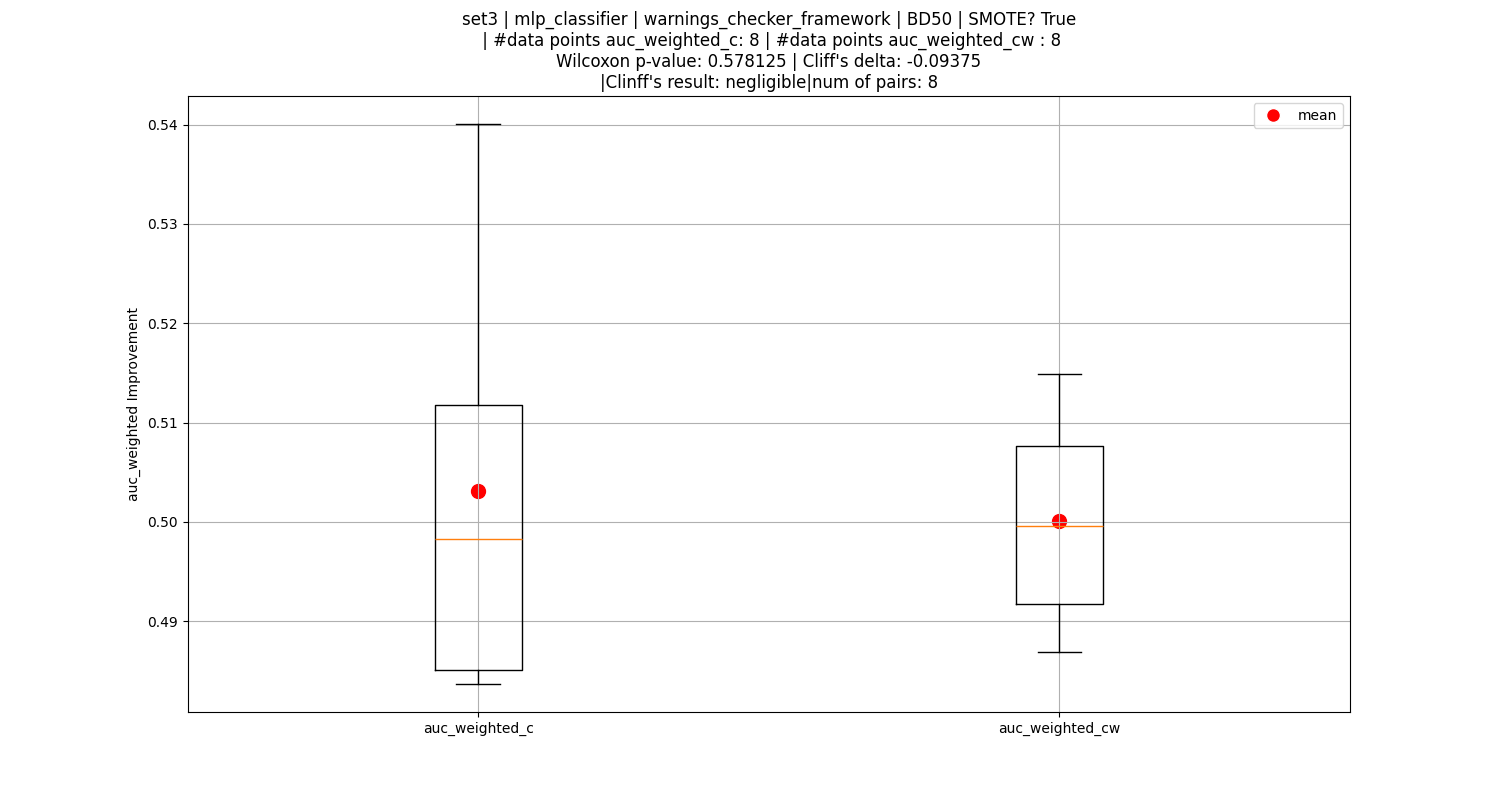 set3 | mlp_classifier | warnings_checker_framework | BD50 | SMOTE? True
| #data points auc_weighted_c: 8 | #data points auc_weighted_cw : 8
Wilcoxon p-value: 0.578125 | Cliff's delta: -0.09375
|Clinff's result: negligible|num of pairs: 8
mean
0.54
0.53
0.52
0.51
0.50
0.49
auc_weighted Improvement
auc_weighted_c
auc_weighted_cw